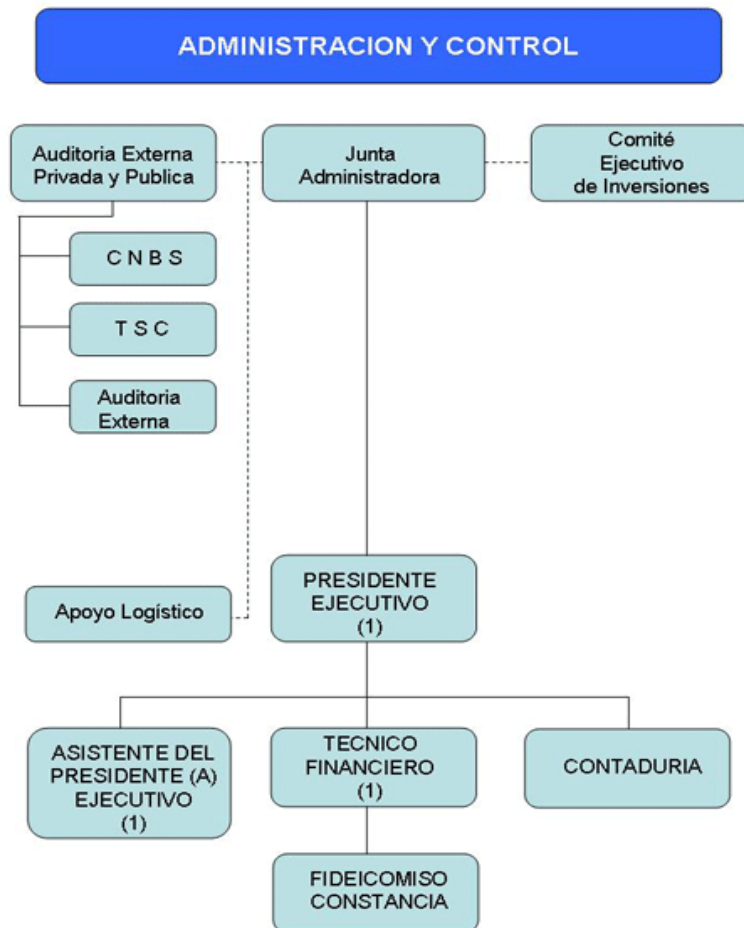 ADMINISTRACION Y CONTROL
Auditoria Externa
Privada y Publica
Junta
Administradora
Comité
Ejecutivo
de Inversiones
C N B S
T S C
Auditoria
Externa
Apoyo Logístico
PRESIDENTE
EJECUTIVO
(1)
ASISTENTE DEL
PRESIDENTE (A)
EJECUTIVO
(1)
TECNICO
FINANCIERO
(1)
CONTADURIA
FIDEICOMISO
CONSTANCIA